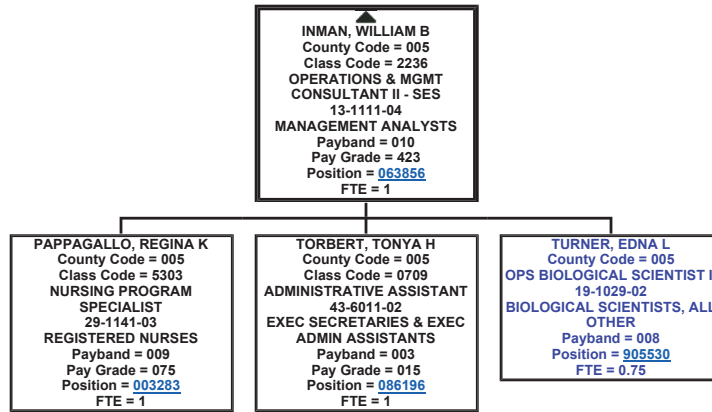 INMAN, WILLIAM B
County Code = 005
Class Code = 2236
OPERATIONS & MGMT
CONSULTANT II - SES
13-1111-04
MANAGEMENT ANALYSTS
Payband = 010
Pay Grade = 423
Position = 063856
FTE = 1
PAPPAGALLO, REGINA K
County Code = 005
Class Code = 5303
NURSING PROGRAM
SPECIALIST
29-1141-03
REGISTERED NURSES
Payband = 009
Pay Grade = 075
Position = 003283
FTE = 1
TORBERT, TONYA H
County Code = 005
Class Code = 0709
ADMINISTRATIVE ASSISTANT
43-6011-02
EXEC SECRETARIES & EXEC
ADMIN ASSISTANTS
Payband = 003
Pay Grade = 015
Position = 086196
FTE = 1
TURNER, EDNA L
County Code = 005
OPS BIOLOGICAL SCIENTIST I
19-1029-02
BIOLOGICAL SCIENTISTS, ALL
OTHER
Payband = 008
Position = 905530
FTE = 0.75